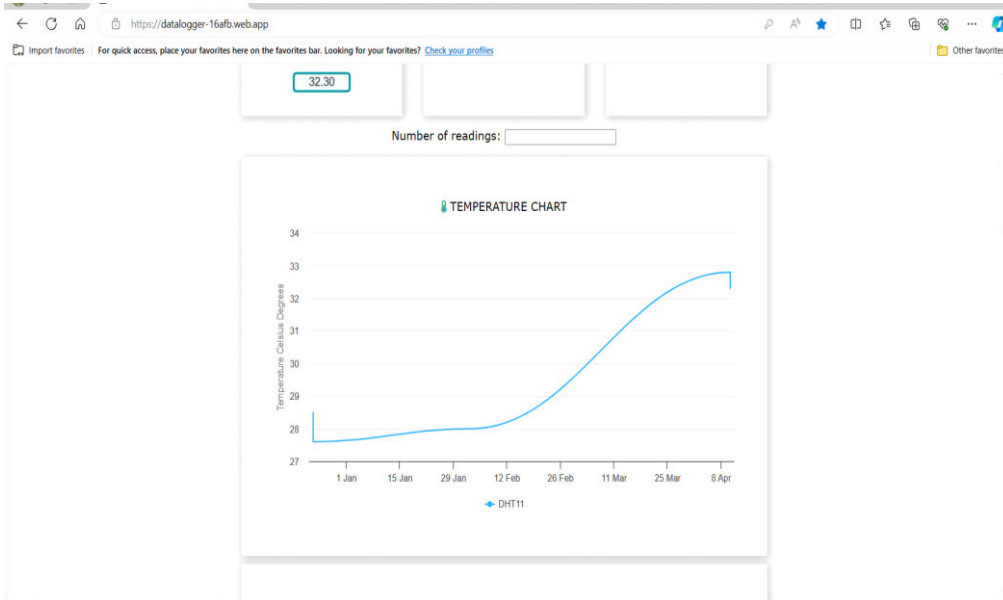 https://datalogger-16afb.web.app
Import favorites For quick access, place your favorites here on the favorites bar. Looking for your favorites? Check your profiles Other favorites
32.30
Number of readings:
TEMPERATURE CHART
34
33
32
31
30
29
28
27
Temperature Celsius Degrees
1 Jan 15 Jan 29 Jan 12 Feb 26 Feb 11 Mar 25 Mar 8 Apr
DHT11